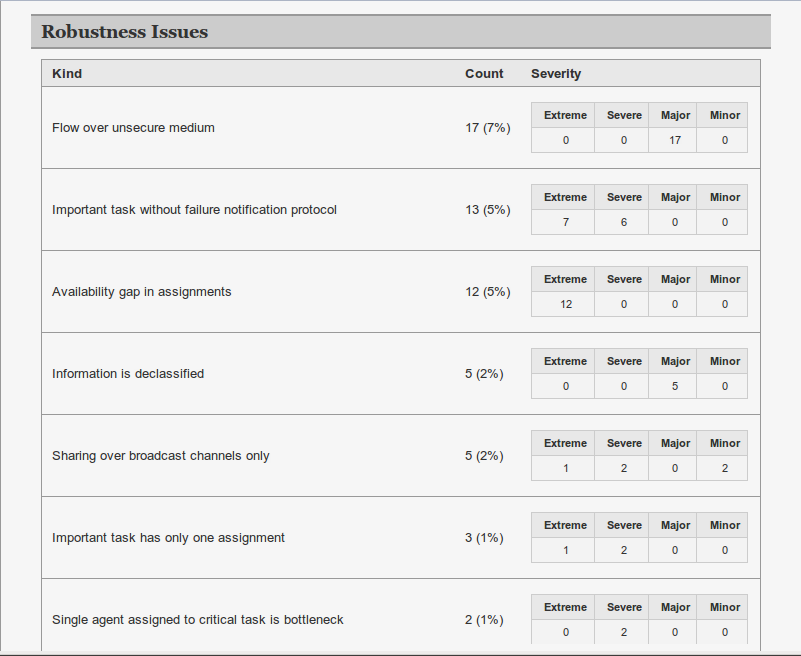 Robustness Issues
Kind Count Severity
Extreme Severe Major Minor
Flow over unsecure medium 17 (7%)
0 0 17 0
Extreme Severe Major Minor
Important task without failure notification protocol 13 (5%)
7 6 0 0
Extreme Severe Major Minor
Availability gap in assignments 12 (5%)
12 0 0 0
Extreme Severe Major Minor
Information is declassified 5 (2%)
0 0 5 0
Extreme Severe Major Minor
Sharing over broadcast channels only 5 (2%)
1 2 0 2
Extreme Severe Major Minor
Important task has only one assignment 3 (1%)
1 2 0 0
Extreme Severe Major Minor
Single agent assigned to critical task is bottleneck 2 (1%)
0 2 0 0